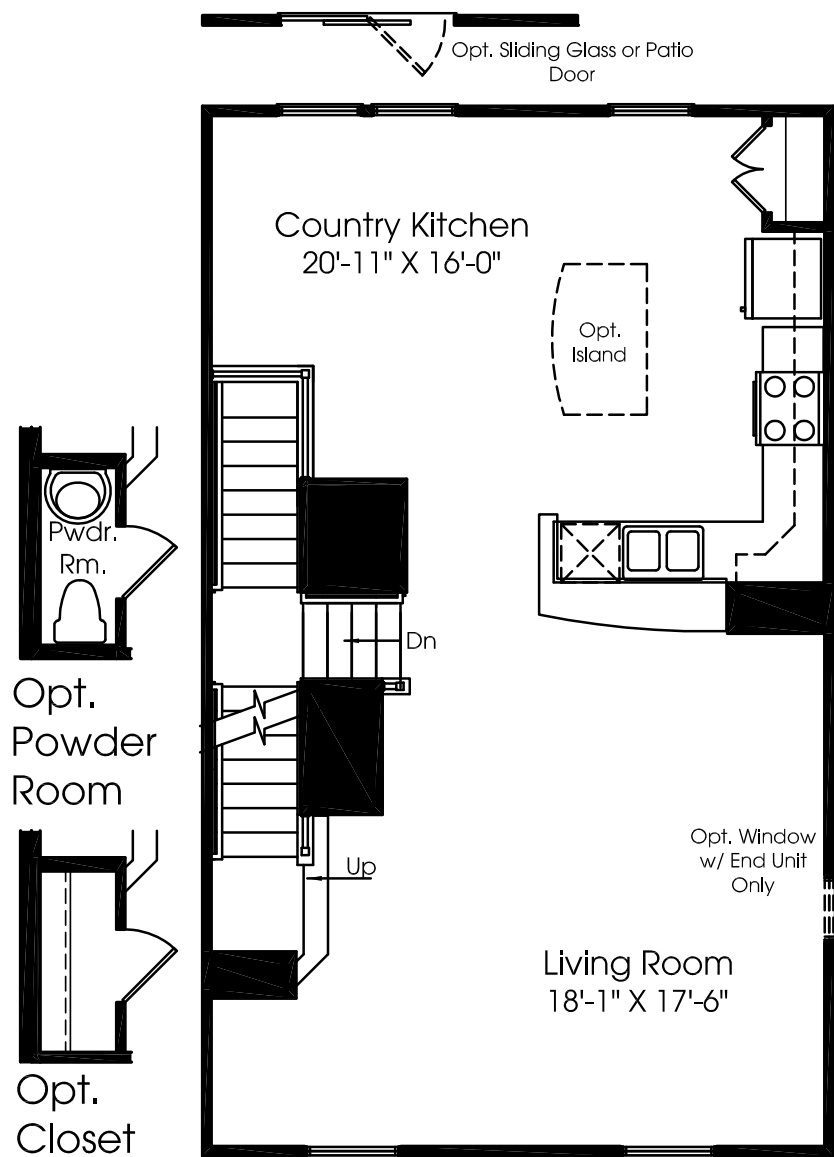 Opt. Sliding Glass or Patio
Door
Country Kitchen
20'-11" X 16'-0"
Opt.
Island
Pwdr.
Rm.
Opt.
Powder
Room
Dn
Up
Opt. Window
w/ End Unit
Only
Living Room
18'-1" X 17'-6"
Opt.
Closet